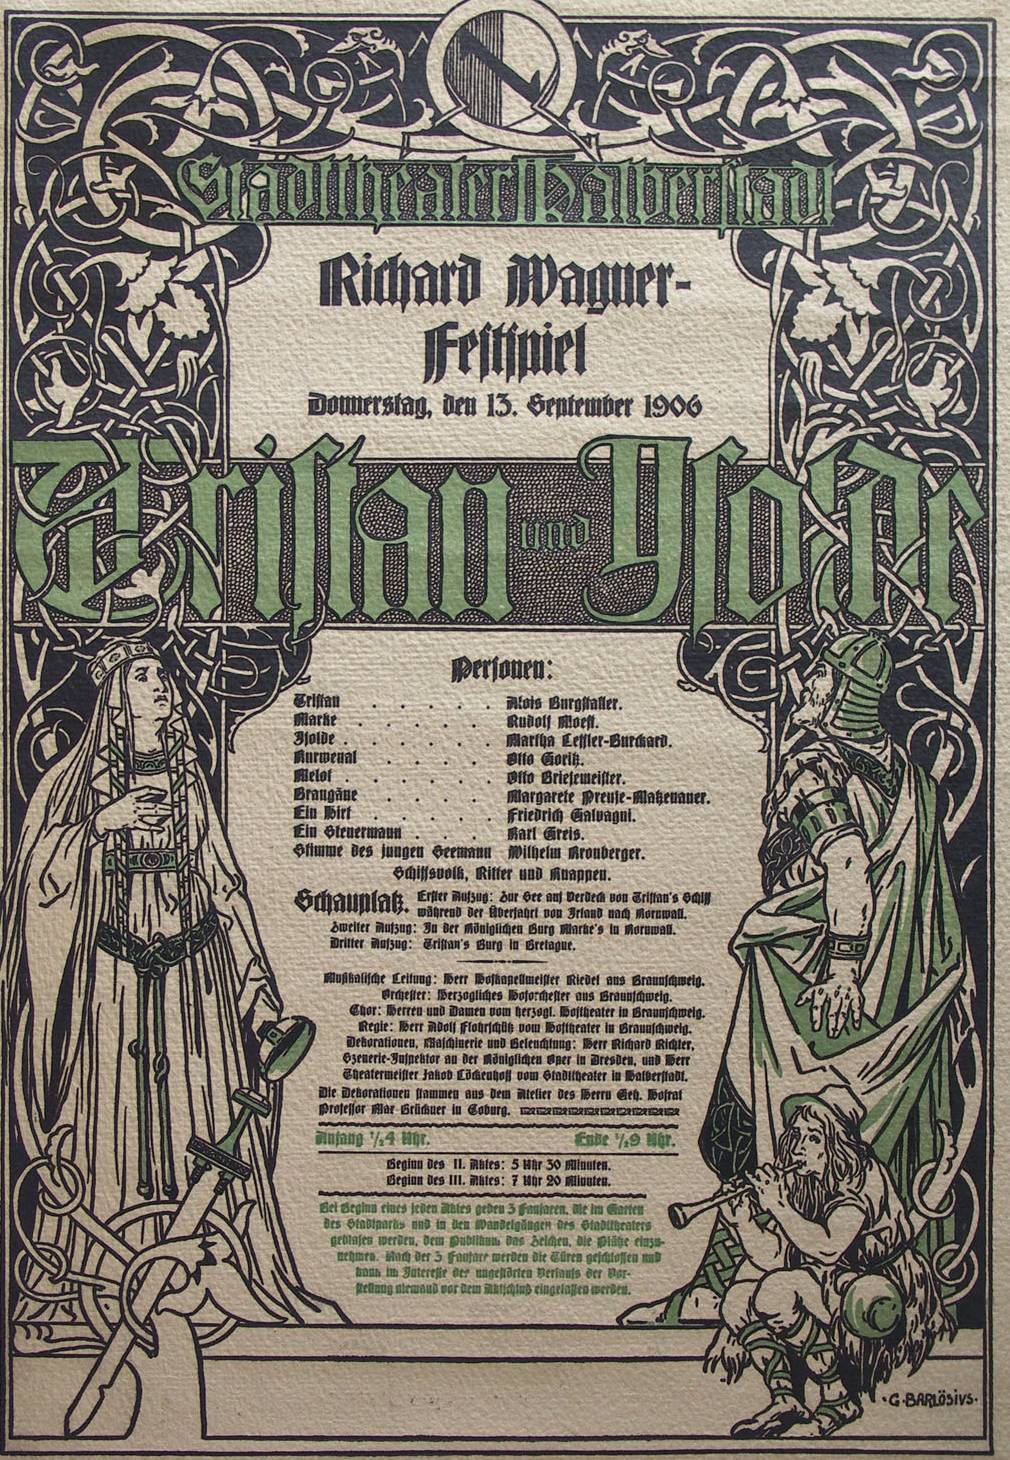 Stadttheater Halberstadt
Richard Wagner-
Festspiel
Donnerstag, den 13. September 1906
Tristan und Ysolde
Personen:
Tristan . . . . . . Alois Burgstaller.
Marke . . . . . . Rudolf Moest.
Isolde . . . . . . Martha Leffler-Burckard.
Kurwenal . . . . . Otto Goritz.
Melot . . . . . . Otto Briesemeister.
Brangäne . . . . . Margarete Preuse-Matzenauer.
Ein Hirt . . . . . Friedrich Galvagni.
Ein Steuermann . . . . Karl Greis.
Stimme des jungen Seemann Wilhelm Kronberger.
Schiffsvolk, Ritter und Knappen.
Schauplatz. Erster Aufzug: Zur See auf Verdeck von Tristan's Schiff
während der Überfahrt von Irland nach Kornwall.
Zweiter Aufzug: In der Königlichen Burg Marke's in Kornwall.
Dritter Aufzug: Tristan's Burg in Bretagne.
Musikalische Leitung: Herr Hofkapellmeister Riedel aus Braunschweig.
Orchester: Herzogliches Hoforchester aus Braunschweig.
Chor: Herren und Damen vom herzogl. Hoftheater in Braunschweig.
Regie: Herr Adolf Flohrschütz vom Hoftheater in Braunschweig.
Dekorationen, Maschinerie und Beleuchtung: Herr Richard Richter,
Szenerie-Inspektor an der Königlichen Oper in Dresden, und Herr
Theatermeister Jakob Löckenhoff vom Stadttheater in Halberstadt.
Die Dekorationen stammen aus dem Atelier des Herrn Geh. Hofrat
Professor Max Brückner in Coburg.
Anfang 1/2 4 Uhr. Ende 1/2 9 Uhr.
Beginn des II. Aktes: 5 Uhr 30 Minuten.
Beginn des III. Aktes: 7 Uhr 20 Minuten.
Bei Beginn eines jeden Aktes geben 3 Fanfaren, die im Garten
des Stadtparks und in den Wandelgängen des Stadttheaters
geblasen werden, dem Publikum das Zeichen, die Plätze einzu-
nehmen. Nach der 3 Fanfare werden die Türen geschlossen und
kann im Interesse des ungestörten Verlaufs der Vor-
stellung niemand vor dem Aktschluß eingelassen werden.
·G·BARLÖSIVS·